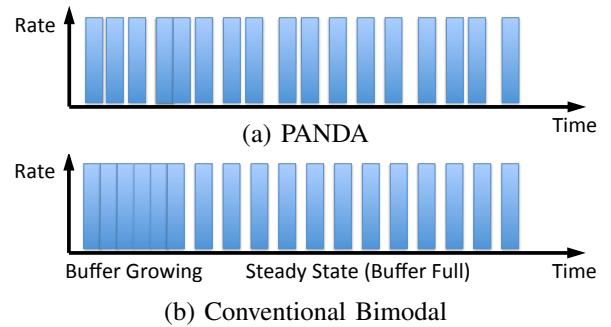 Rate
Time
(a) PANDA
Rate
Buffer Growing Steady State (Buffer Full) Time
(b) Conventional Bimodal